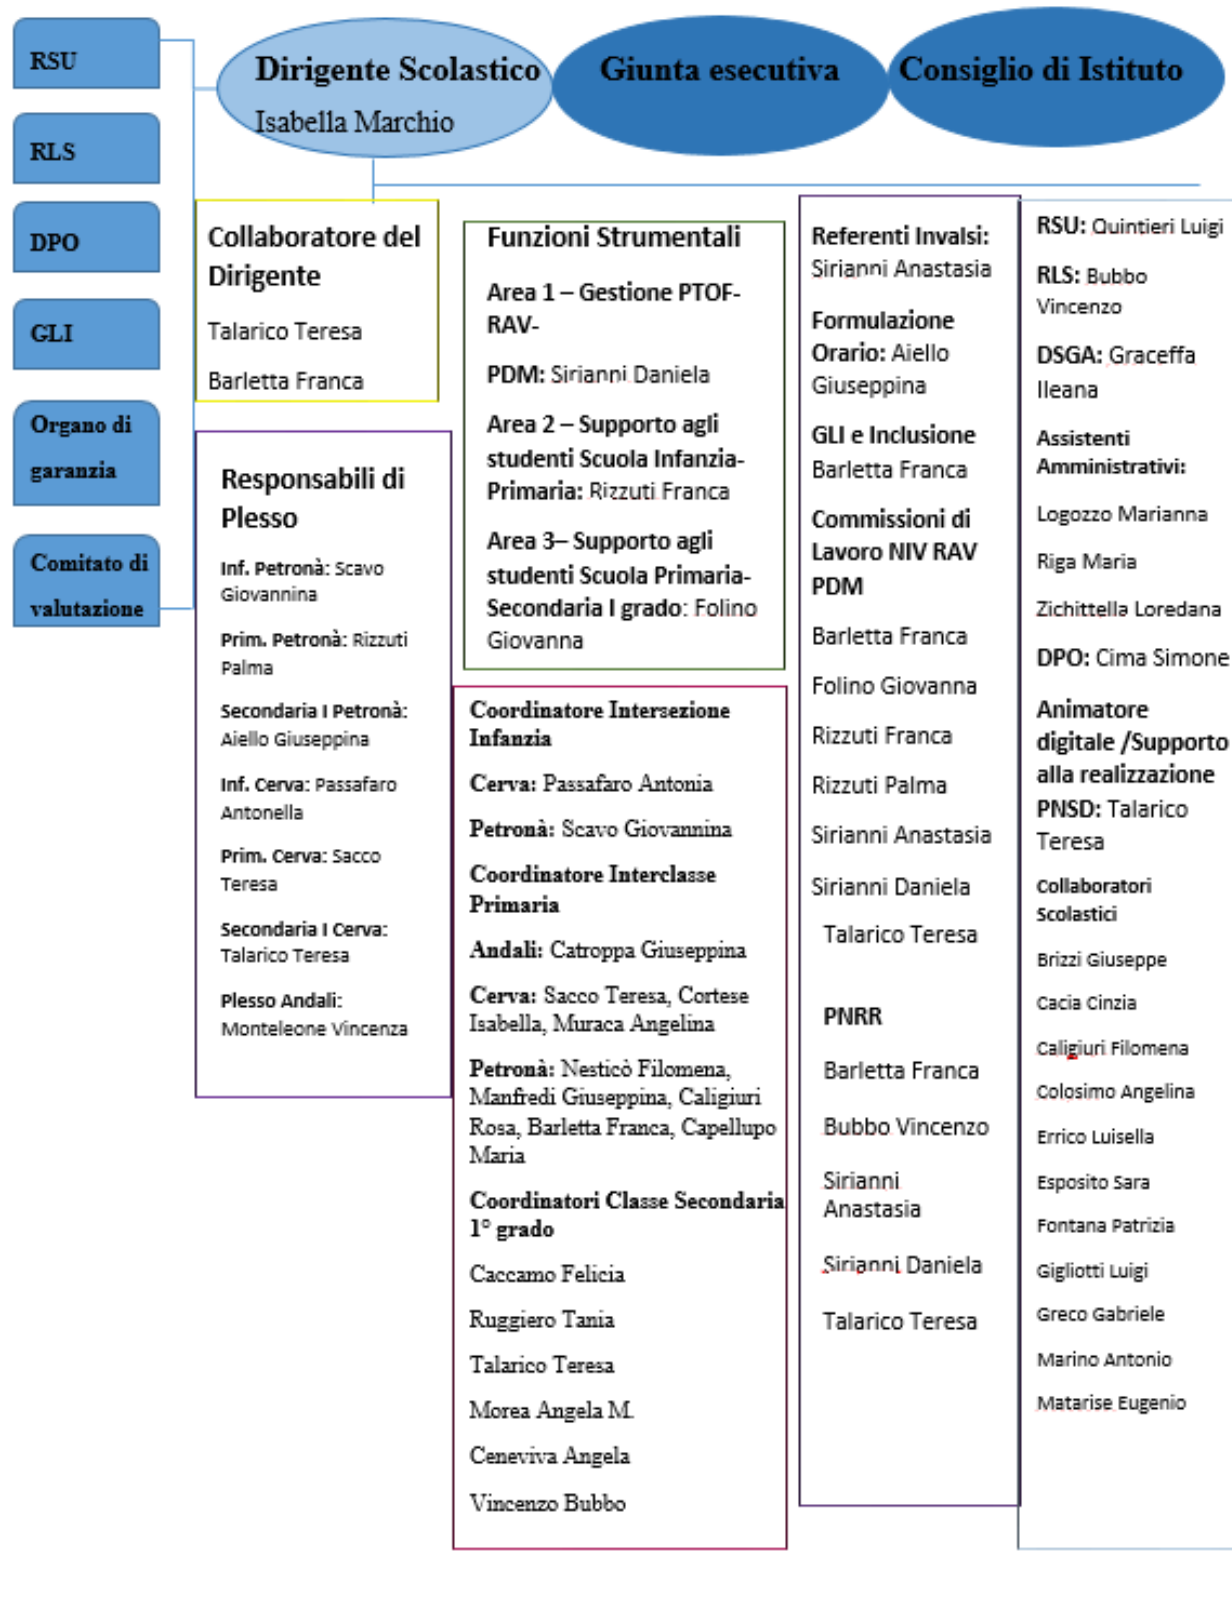 RSU
RLS
DPO
GLI
Organo di
garanzia
Comitato di
valutazione
Dirigente Scolastico
Isabella Marchio
Giunta esecutiva
Consiglio di Istituto
Collaboratore del
Dirigente
Talarico Teresa
Barletta Franca
Responsabili di
Plesso
Inf. Petronà: Scavo
Giovannina
Prim. Petronà: Rizzuti
Palma
Secondaria I Petronà:
Aiello Giuseppina
Inf. Cerva: Passafaro
Antonella
Prim. Cerva: Sacco
Teresa
Secondaria I Cerva:
Talarico Teresa
Plesso Andali:
Monteleone Vincenza
Funzioni Strumentali
Area 1 – Gestione PTOF-
RAV-
PDM: Sirianni Daniela
Area 2 – Supporto agli
studenti Scuola Infanzia-
Primaria: Rizzuti Franca
Area 3– Supporto agli
studenti Scuola Primaria-
Secondaria I grado: Folino
Giovanna
Coordinatore Intersezione
Infanzia
Cerva: Passafaro Antonia
Petronà: Scavo Giovannina
Coordinatore Interclasse
Primaria
Andali: Catroppa Giuseppina
Cerva: Sacco Teresa, Cortese
Isabella, Muraca Angelina
Petronà: Nesticò Filomena,
Manfredi Giuseppina, Caligiuri
Rosa, Barletta Franca, Capellupo
Maria
Coordinatori Classe Secondaria
1° grado
Caccamo Felicia
Ruggiero Tania
Talarico Teresa
Morea Angela M.
Ceneviva Angela
Vincenzo Bubbo
Referenti Invalsi:
Sirianni Anastasia
Formulazione
Orario: Aiello
Giuseppina
GLI e Inclusione
Barletta Franca
Commissioni di
Lavoro NIV RAV
PDM
Barletta Franca
Folino Giovanna
Rizzuti Franca
Rizzuti Palma
Sirianni Anastasia
Sirianni Daniela
Talarico Teresa
PNRR
Barletta Franca
Bubbo Vincenzo
Sirianni
Anastasia
Sirianni Daniela
Talarico Teresa
RSU: Quintieri Luigi
RLS: Bubbo
Vincenzo
DSGA: Graceffa
Ileana
Assistenti
Amministrativi:
Logozzo Marianna
Riga Maria
Zichittella Loredana
DPO: Cima Simone
Animatore
digitale /Supporto
alla realizzazione
PNSD: Talarico
Teresa
Collaboratori
Scolastici
Brizzi Giuseppe
Cacia Cinzia
Caligiuri Filomena
Colosimo Angelina
Errico Luisella
Esposito Sara
Fontana Patrizia
Gigliotti Luigi
Greco Gabriele
Marino Antonio
Matarise Eugenio